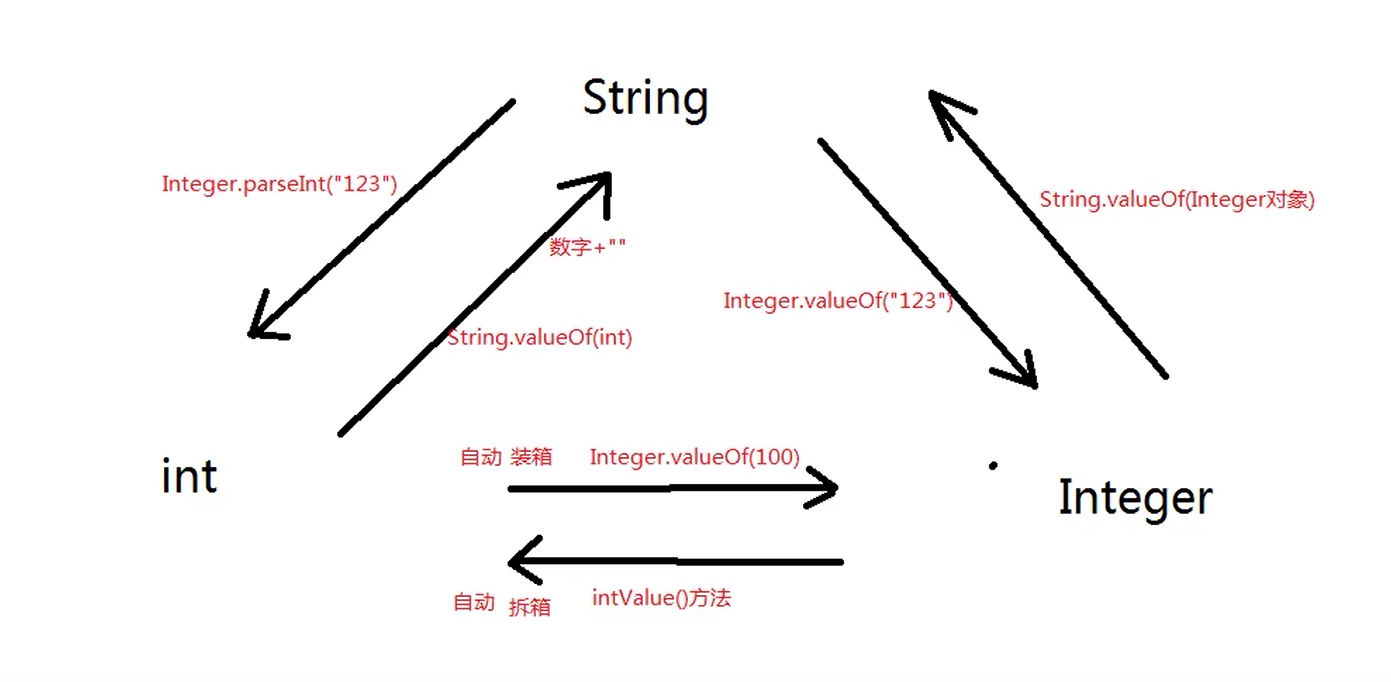 String
Integer.parseInt("123")
String.valueOf(Integer对象)
数字+""
Integer.valueOf("123")
String.valueOf(int)
int
自动 装箱 Integer.valueOf(100)
Integer
自动 拆箱 intValue()方法